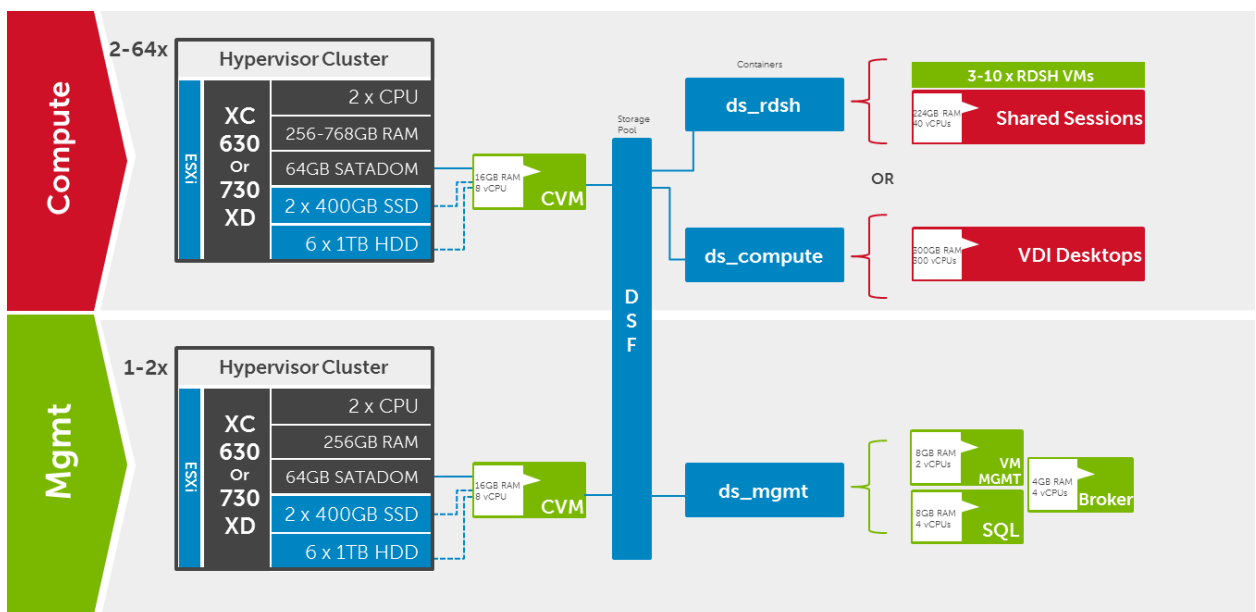 Compute
2-64x
Hypervisor Cluster
ESXi
XC
630
Or
730
XD
2 x CPU
256-768GB RAM
64GB SATADOM
2 x 400GB SSD
6 x 1TB HDD
16GB RAM
8 vCPU
CVM
Storage
Pool
D
S
F
Containers
ds_rdsh
ds_compute
3-10 x RDSH VMs
224GB RAM
40 vCPUs
Shared Sessions
OR
300GB RAM
300 vCPUs
VDI Desktops
Mgmt
1-2x
Hypervisor Cluster
ESXi
XC
630
Or
730
XD
2 x CPU
256GB RAM
64GB SATADOM
2 x 400GB SSD
6 x 1TB HDD
16GB RAM
8 vCPU
CVM
ds_mgmt
8GB RAM
2 vCPUs
VM
MGMT
8GB RAM
4 vCPUs
SQL
4GB RAM
4 vCPUs
Broker